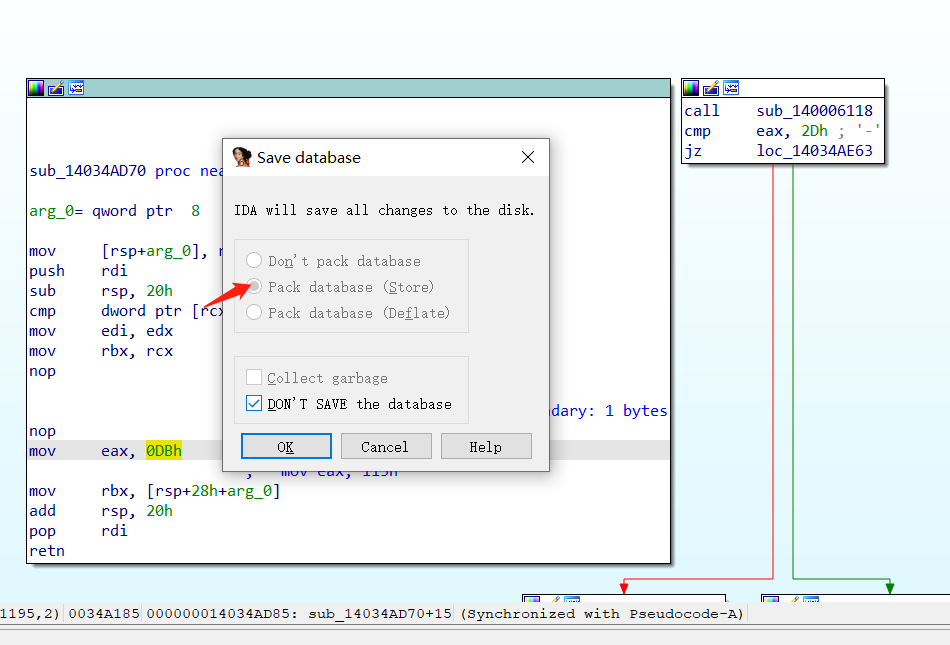 call sub_140006118
cmp eax, 2Dh ; '-'
jz loc_14034AE63
sub_14034AD70 proc nea
arg_0= qword ptr 8
mov [rsp+arg_0], r
push rdi
sub rsp, 20h
cmp dword ptr [rcx
mov edi, edx
mov rbx, rcx
nop
dary: 1 bytes
nop
mov eax, 0DBh
; mov eax, 115h
mov rbx, [rsp+28h+arg_0]
add rsp, 20h
pop rdi
retn
Save database
IDA will save all changes to the disk.
Don't pack database
Pack database (Store)
Pack database (Deflate)
Collect garbage
DON'T SAVE the database
OK Cancel Help
1195,2) 0034A185 000000014034AD85: sub_14034AD70+15 (Synchronized with Pseudocode-A)